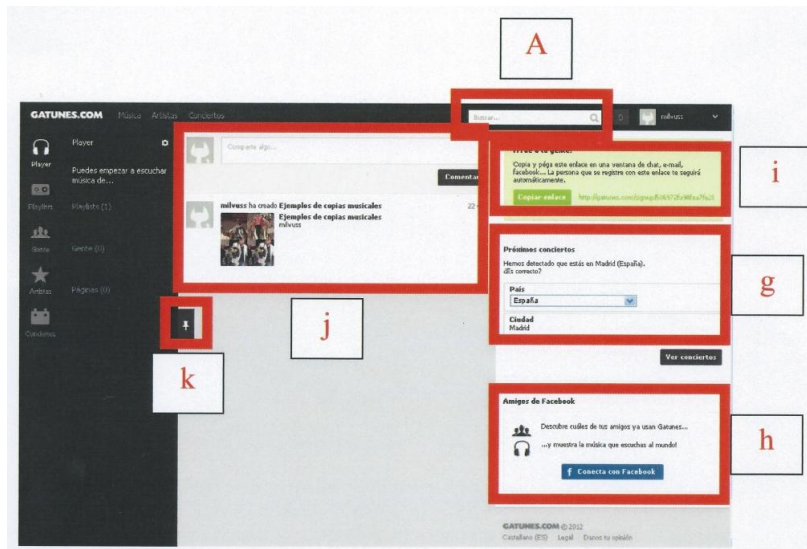 A
GATUNES.COM Música Artistas Conciertos
Buscar...
milvuss
Player
Puedes empezar a escuchar
música de...
Player
Playlists
Playlists (1)
Gente
Gente (0)
Artistas
Páginas (0)
Conciertos
Comparte algo...
Comentar
milvuss ha creado Ejemplos de copias musicales
22
Ejemplos de copias musicales
milvuss
j
k
a tu gente!
Copia y pega este enlace en una ventana de chat, e-mail,
facebook... La persona que se registre con este enlace te seguirá
automáticamente.
Copiar enlace
i
Próximos conciertos
Hemos detectado que estás en Madrid (España).
¿Es correcto?
País
España
Ciudad
Madrid
g
Ver conciertos
Amigos de Facebook
Descubre cuáles de tus amigos ya usan Gatunes...
...y muestra la música que escuchas al mundo!
f Conecta con Facebook
h
GATUNES.COM © 2012
Castellano (ES) Legal Danos tu opinión